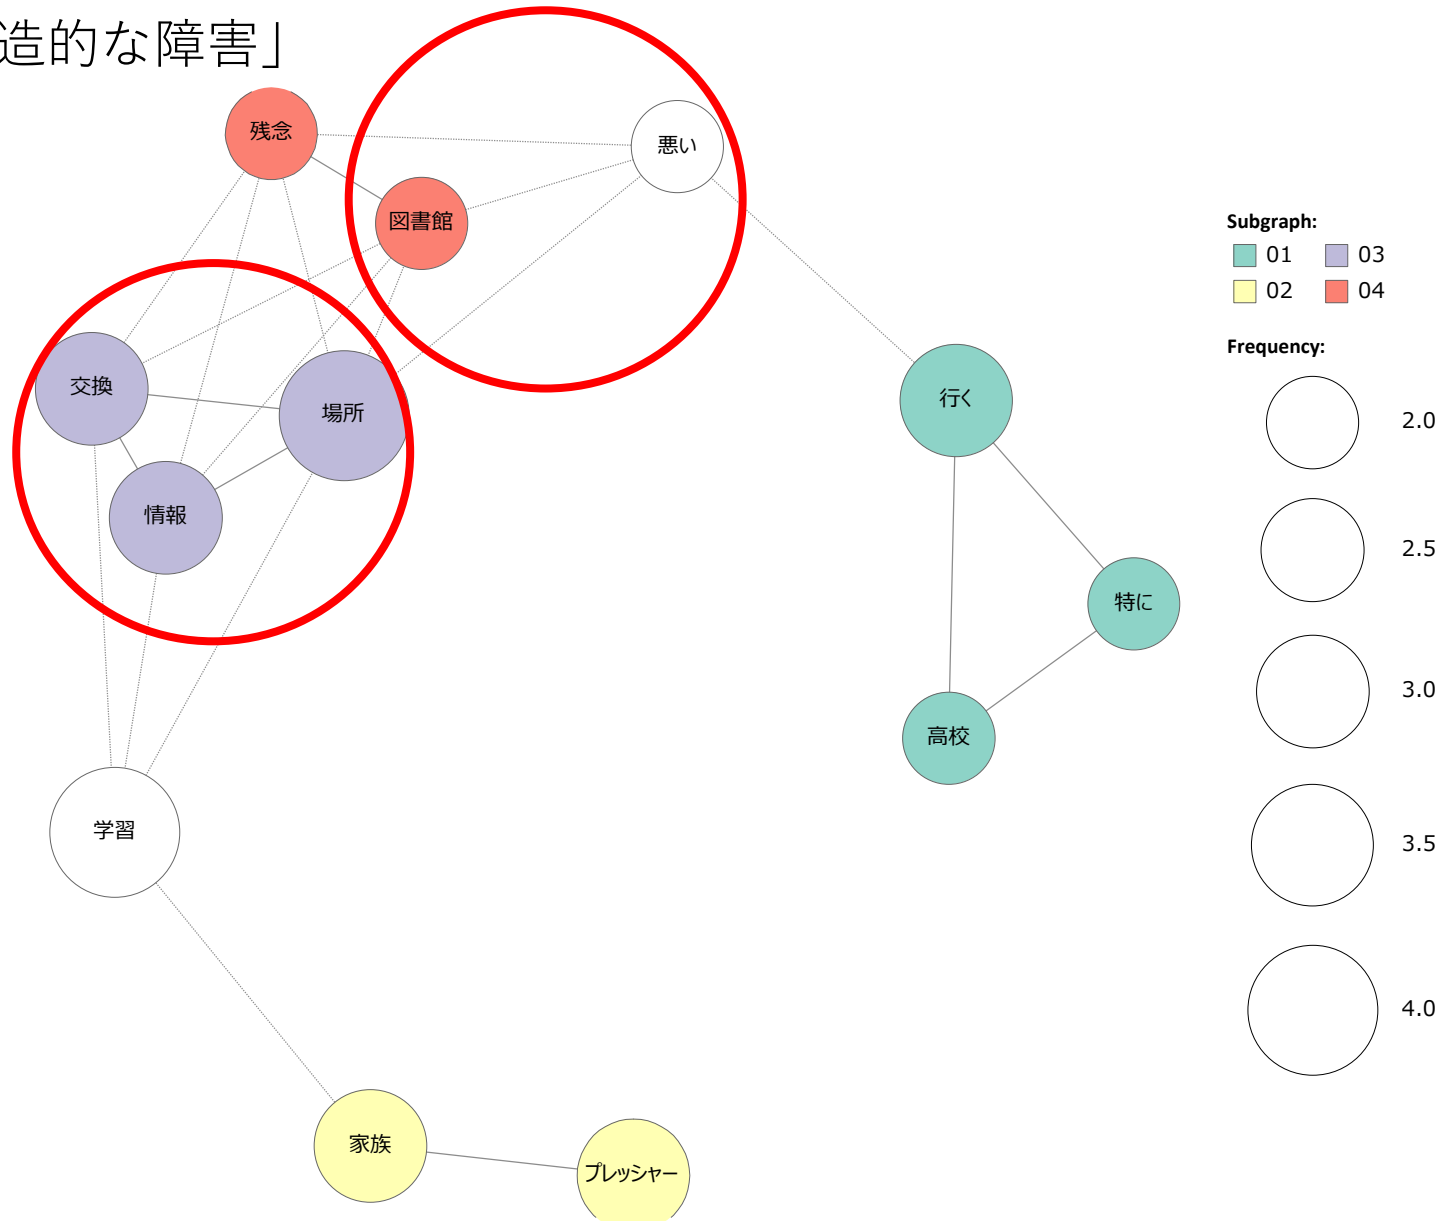 造的な障害」
残念
悪い
図書館
交換
場所
情報
行く
特に
高校
学習
家族
プレッシャー
Subgraph:
01 03
02 04
Frequency:
2.0
2.5
3.0
3.5
4.0